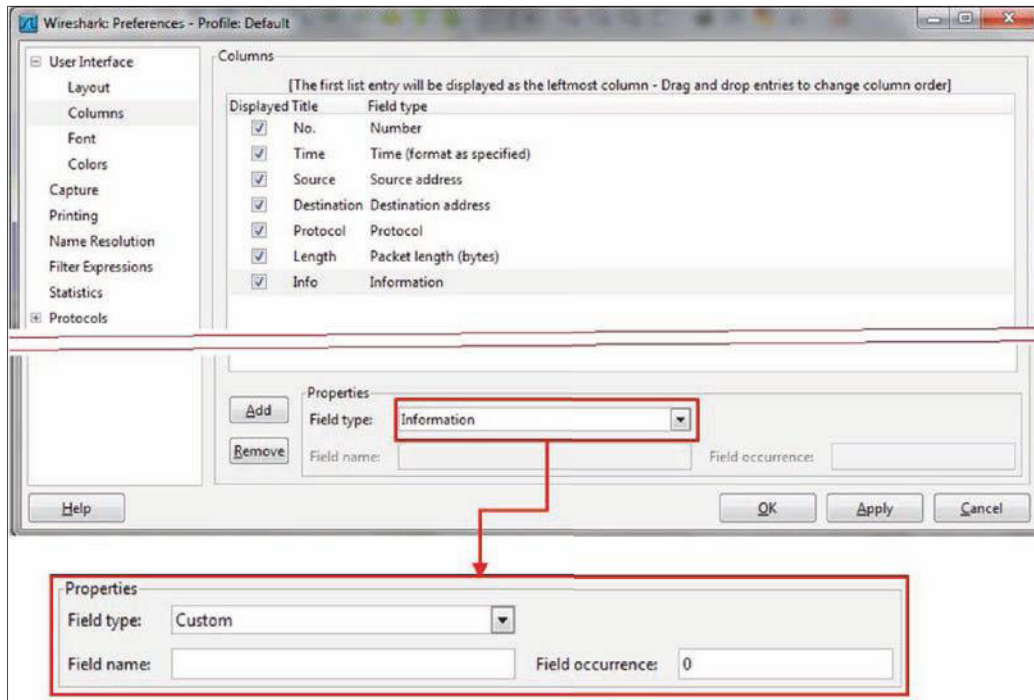 Wireshark: Preferences - Profile: Default
User Interface
Layout
Columns
Font
Colors
Capture
Printing
Name Resolution
Filter Expressions
Statistics
Protocols
Columns
[The first list entry will be displayed as the leftmost column - Drag and drop entries to change column order]
Displayed Title Field type
No. Number
Time Time (format as specified)
Source Source address
Destination Destination address
Protocol Protocol
Length Packet length (bytes)
Info Information
Add
Remove
Properties
Field type: Information
Field name: Field occurrence:
Help OK Apply Cancel
Properties
Field type: Custom
Field name: Field occurrence: 0